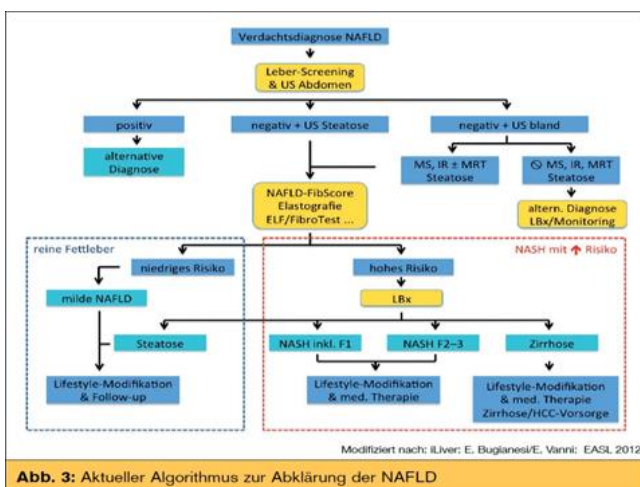 Verdachtsdiagnose NAFLD
Leber-Screening
& US Abdomen
positiv
negativ + US Steatose
negativ + US bland
alternative
Diagnose
MS, IR ± MRT
Steatose
⃠ MS, IR, MRT
Steatose
NAFLD-FibScore
Elastografie
ELF/FibroTest ...
altern. Diagnose
LBx/Monitoring
reine Fettleber
NASH mit ↑ Risiko
niedriges Risiko
hohes Risiko
milde NAFLD
LBx
Steatose
NASH inkl. F1
NASH F2–3
Zirrhose
Lifestyle-Modifikation
& Follow-up
Lifestyle-Modifikation
& med. Therapie
Lifestyle-Modifikation
& med. Therapie
Zirrhose/HCC-Vorsorge
Modifiziert nach: iLiver; E. Bugianesi/E. Vanni; EASL 2012
Abb. 3: Aktueller Algorithmus zur Abklärung der NAFLD